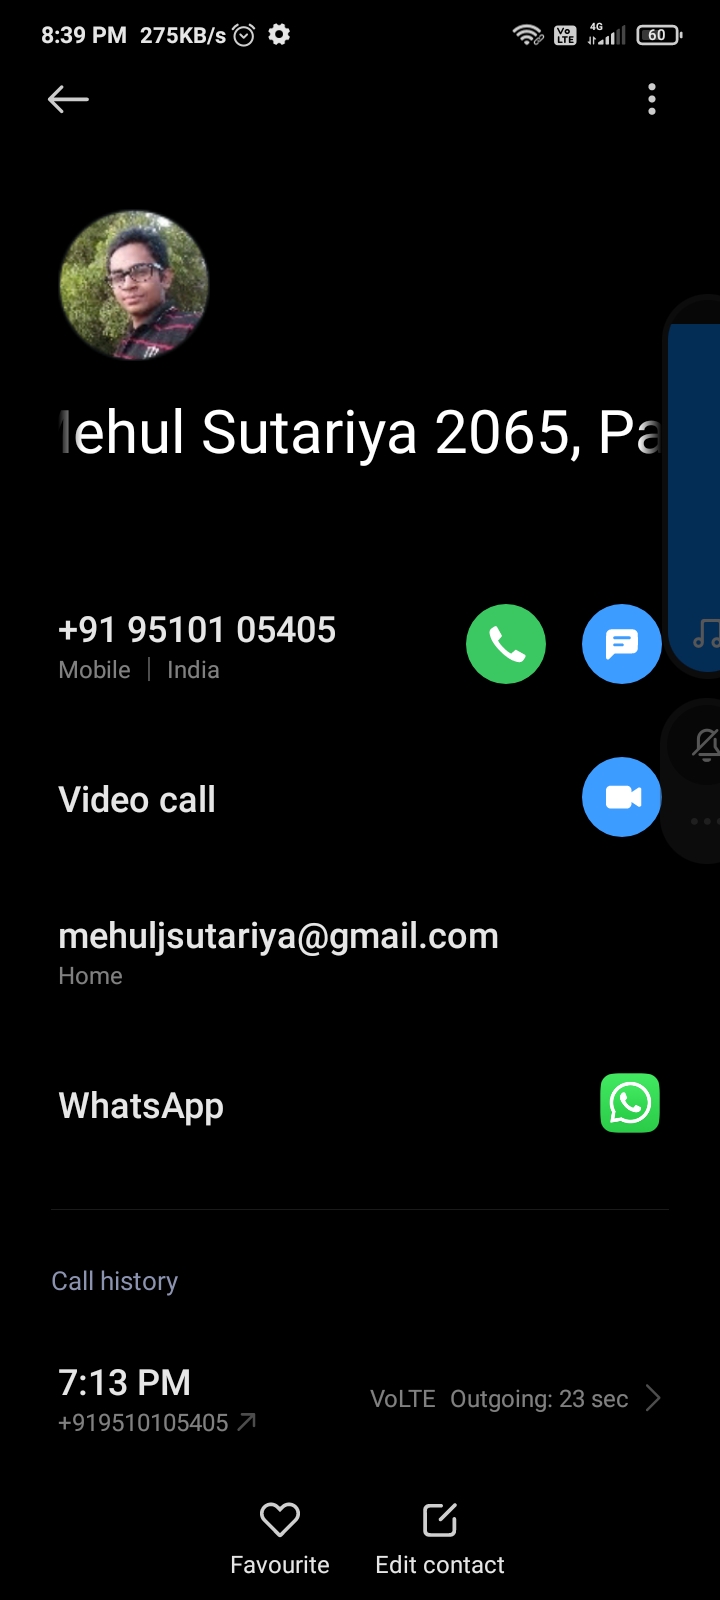 8:39 PM 275KB/s Vo LTE 4G 60
ehul Sutariya 2065, Pa
+91 95101 05405
Mobile | India
Video call
mehuljsutariya@gmail.com
Home
WhatsApp
Call history
7:13 PM
+919510105405
VoLTE Outgoing: 23 sec
Favourite Edit contact